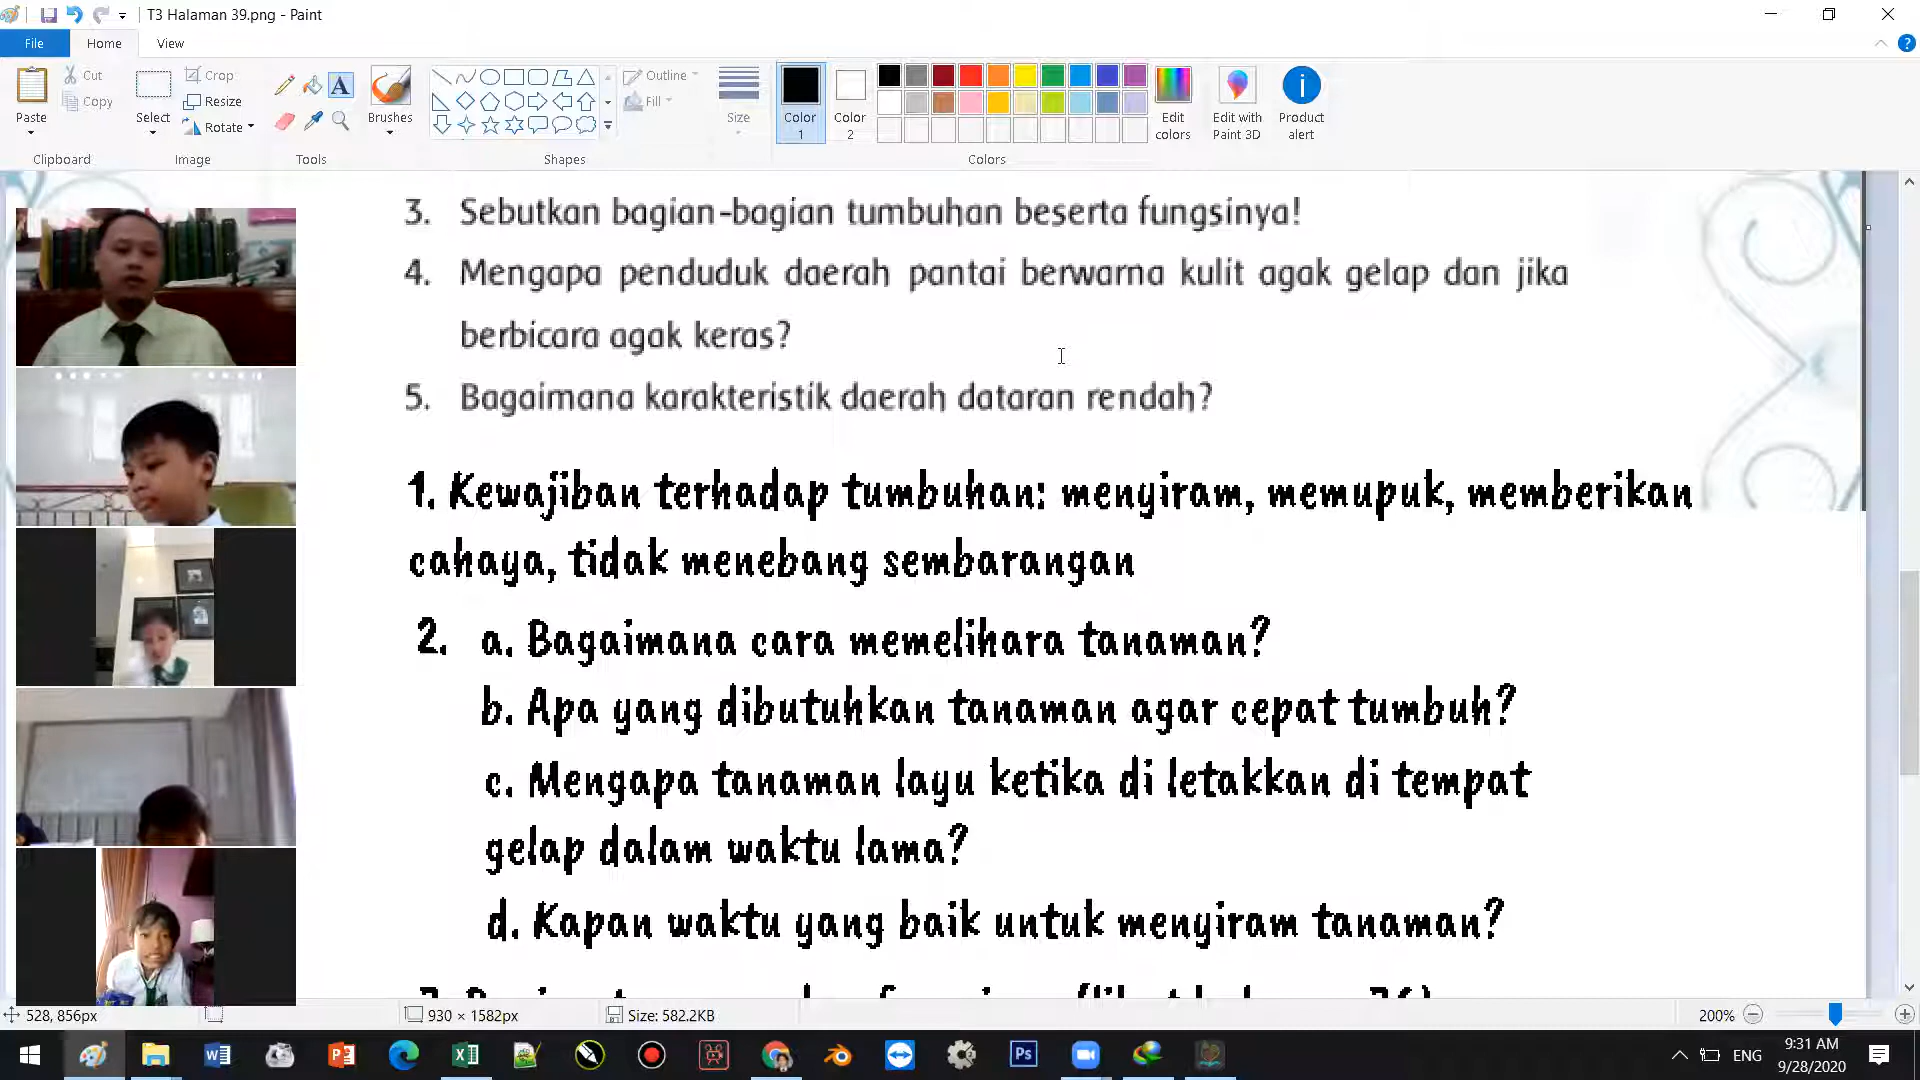 T3 Halaman 39.png - Paint
File Home View
Paste
Cut
Copy
Clipboard
Select
Crop
Resize
Rotate
Image
A
Tools
Brushes
Outline
Fill
Shapes
Size
Color 1
Color 2
Colors
Edit colors
Edit with Paint 3D
Product alert
3. Sebutkan bagian-bagian tumbuhan beserta fungsinya!
4. Mengapa penduduk daerah pantai berwarna kulit agak gelap dan jika
berbicara agak keras?
5. Bagaimana karakteristik daerah dataran rendah?
1. Kewajiban terhadap tumbuhan: menyiram, memupuk, memberikan
cahaya, tidak menebang sembarangan
2. a. Bagaimana cara memelihara tanaman?
b. Apa yang dibutuhkan tanaman agar cepat tumbuh?
c. Mengapa tanaman layu ketika di letakkan di tempat
gelap dalam waktu lama?
d. Kapan waktu yang baik untuk menyiram tanaman?
528, 856px 930 × 1582px Size: 582.2KB 200%
ENG 9:31 AM
9/28/2020